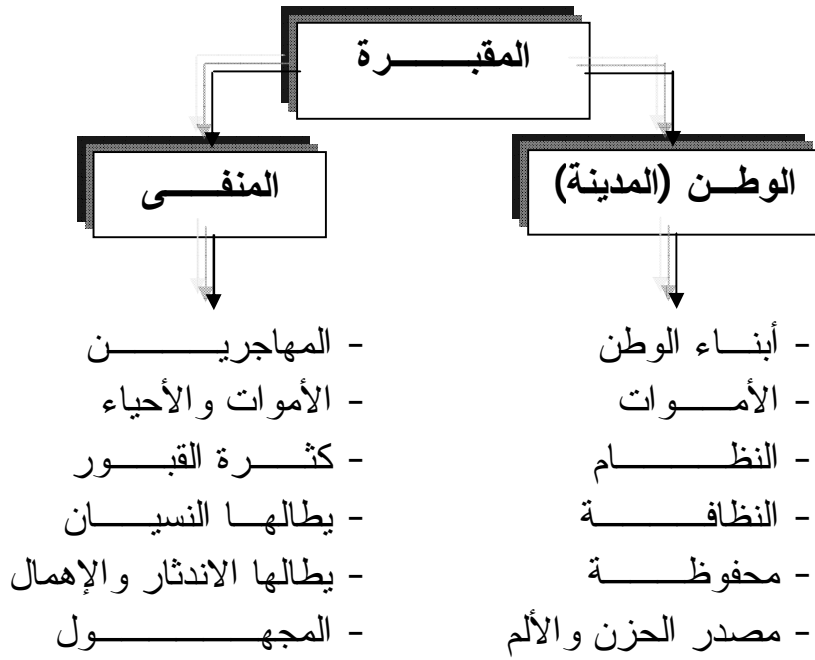 المقبرة
الوطن (المدينة)
المنفى
- أبناء الوطن
- الأموات
- النظام
- النظافة
- محفوظة
- مصدر الحزن والألم
- المهاجرين
- الأموات والأحياء
- كثرة القبور
- يطالها النسيان
- يطالها الاندثار والإهمال
- المجهول